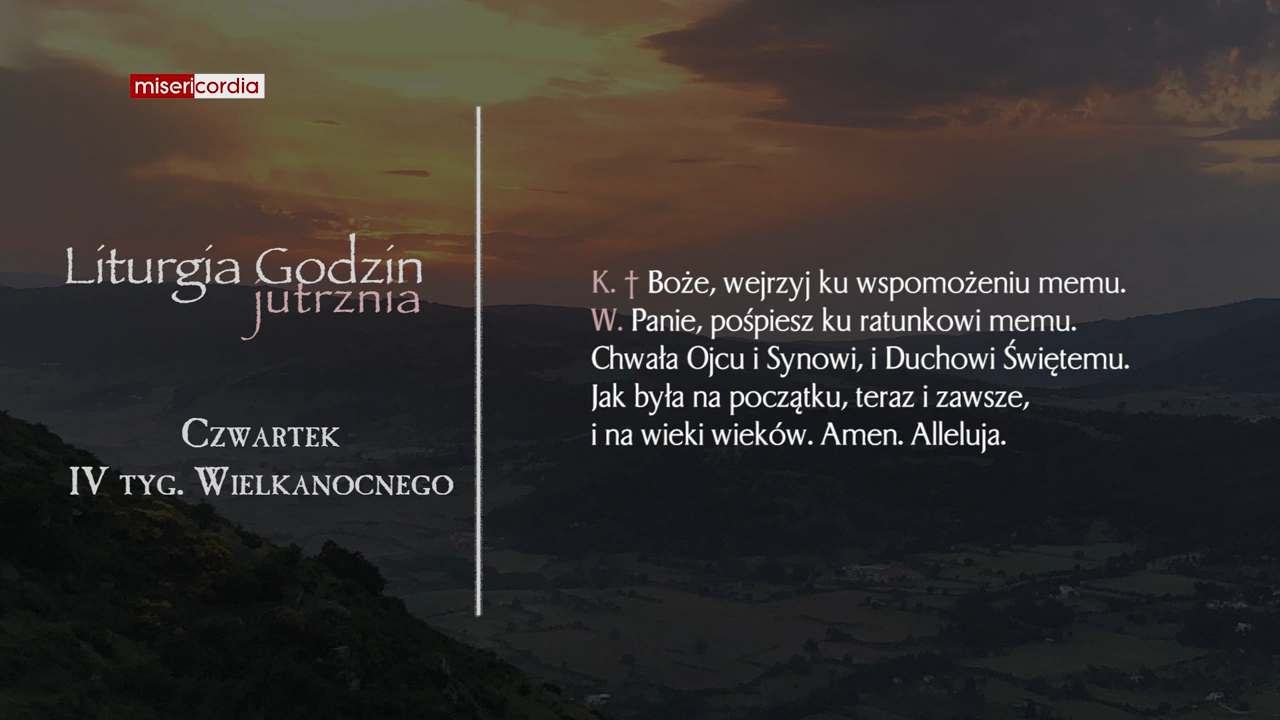 misericordia
Liturgia Godzin
jutrznia
Czwartek
IV tyg. Wielkanocnego
K. † Boże, wejrzyj ku wspomożeniu memu.
W. Panie, pośpiesz ku ratunkowi memu.
Chwała Ojcu i Synowi, i Duchowi Świętemu.
Jak była na początku, teraz i zawsze,
i na wieki wieków. Amen. Alleluja.